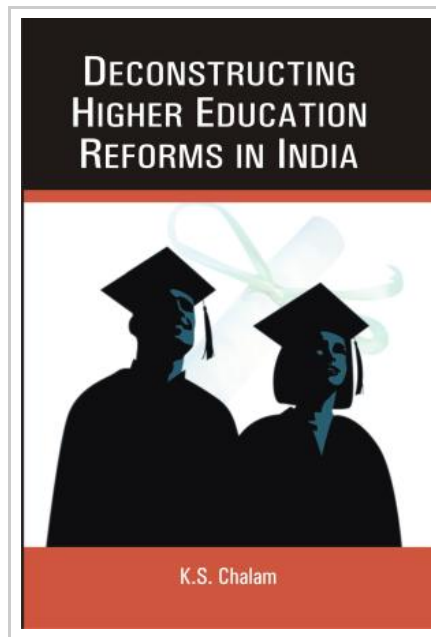 DECONSTRUCTING
HIGHER EDUCATION
REFORMS IN INDIA
K.S. Chalam